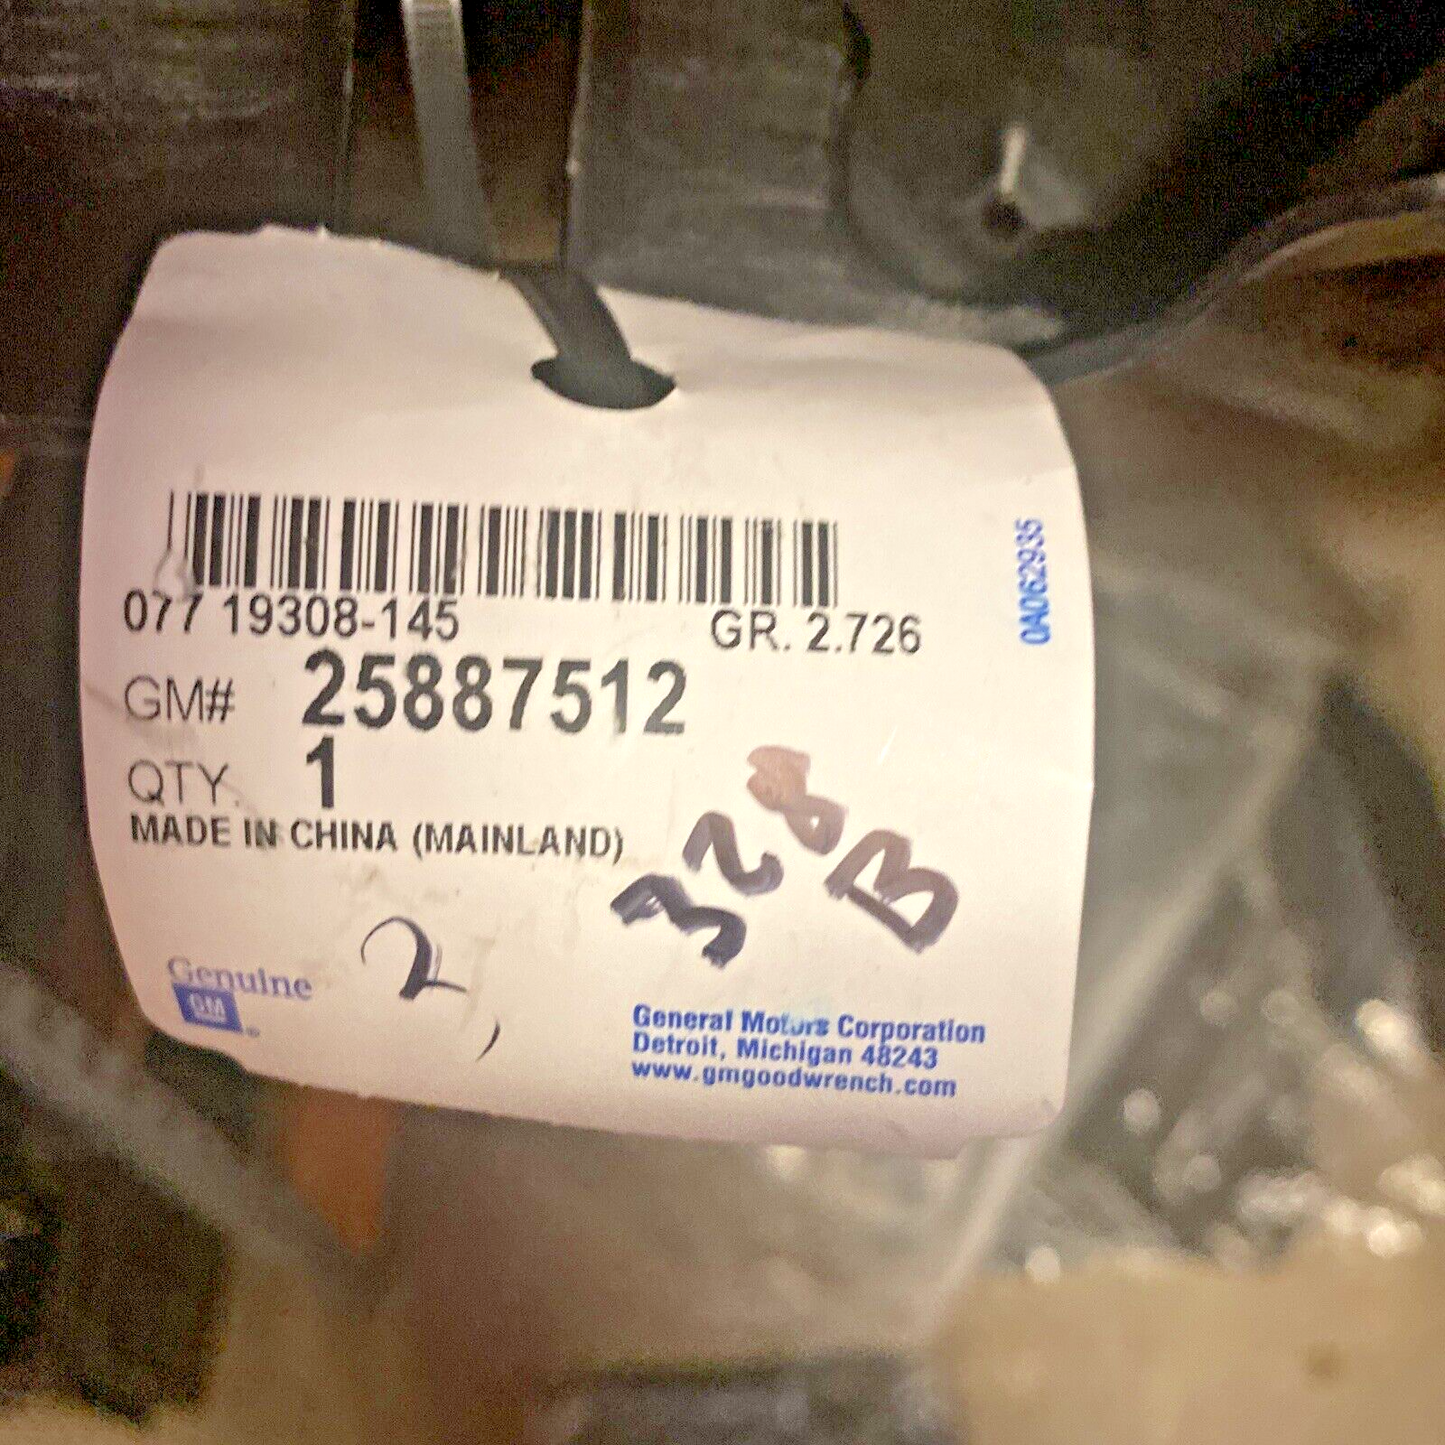 077 19308-145 GR. 2.726
0A062935
GM# 25887512
QTY. 1
MADE IN CHINA (MAINLAND)
328
B
2
Genuine
GM
General Motors Corporation
Detroit, Michigan 48243
www.gmgoodwrench.com